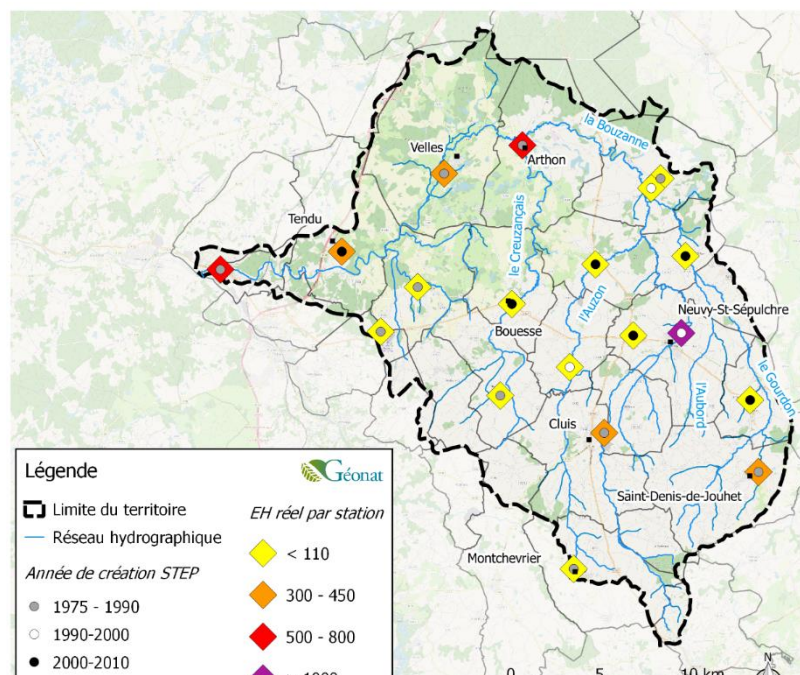 la Bouzanne
Velles
Arthon
Tendu
le Creuzançais
l'Auzon
Neuvy-St-Sépulchre
Bouesse
le Gourdon
l'Aubord
Cluis
Saint-Denis-de-Jouhet
Montchevrier
Légende
Géonat
Limite du territoire
Réseau hydrographique
Année de création STEP
1975 - 1990
1990-2000
2000-2010
EH réel par station
< 110
300 - 450
500 - 800
0 5 10 km
N